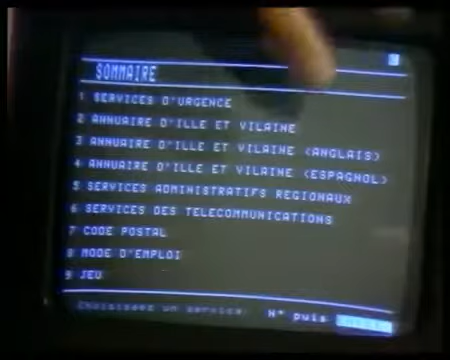 SOMMAIRE
1 SERVICES D'URGENCE
2 ANNUAIRE D'ILLE ET VILAINE
3 ANNUAIRE D'ILLE ET VILAINE (ANGLAIS)
4 ANNUAIRE D'ILLE ET VILAINE (ESPAGNOL)
5 SERVICES ADMINISTRATIFS REGIONAUX
6 SERVICES DES TELECOMMUNICATIONS
7 CODE POSTAL
8 MODE D'EMPLOI
9 JEU
Choisissez un service: N° puis